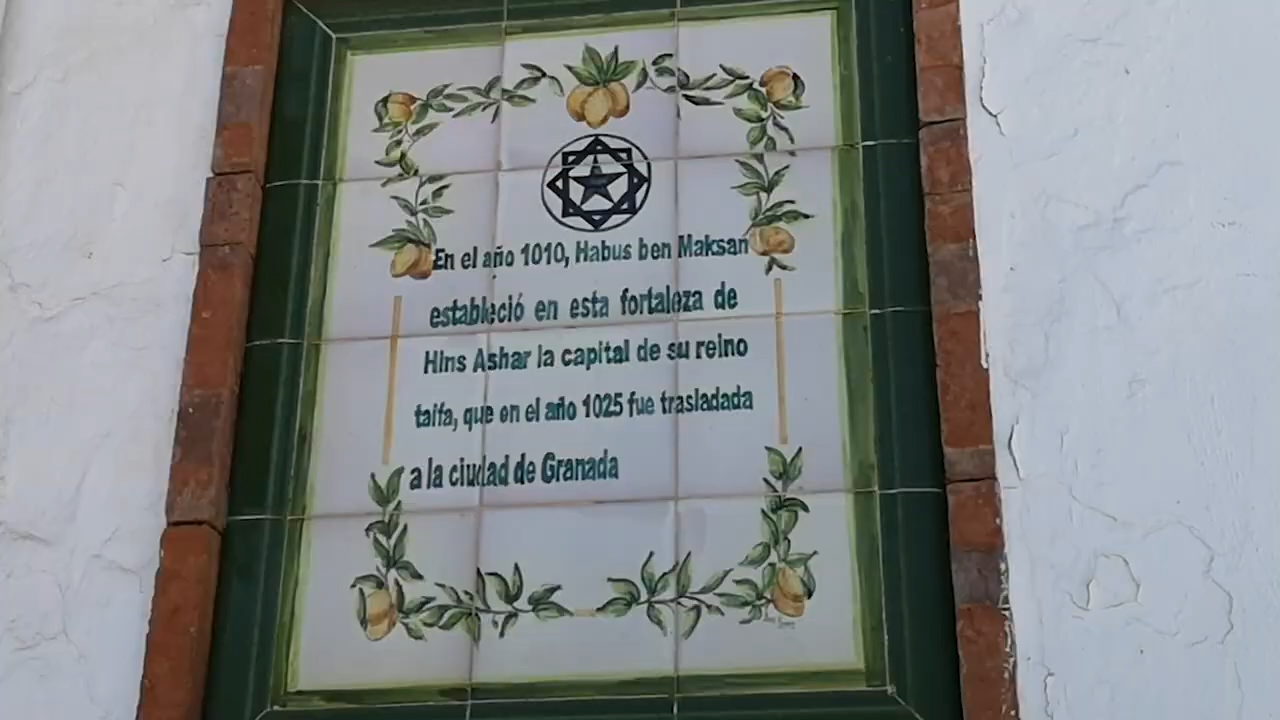 En el año 1010, Habus ben Maksan
estableció en esta fortaleza de
Hins Ashar la capital de su reino
taifa, que en el año 1025 fue trasladada
a la ciudad de Granada